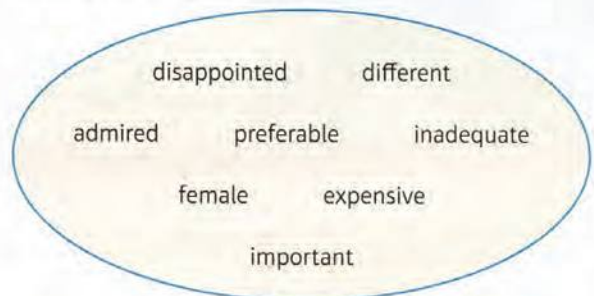 disappointed different
admired preferable inadequate
female expensive
important